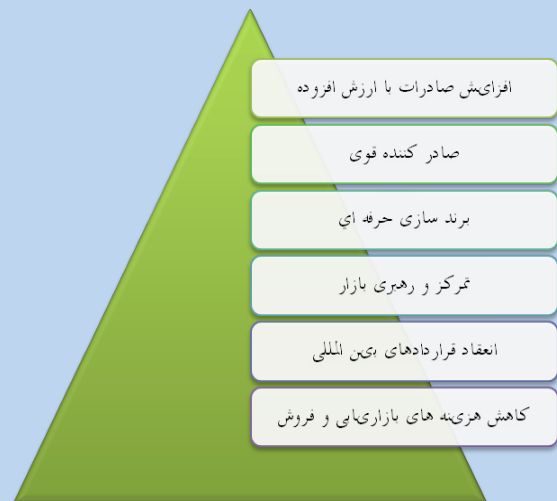 افزایش صادرات با ارزش افزوده
صادر کننده قوی
برند سازی حرفه اي
تمرکز و رهبری بازار
انعقاد قراردادهای بین المللی
کاهش هزینه های بازاریابی و فروش